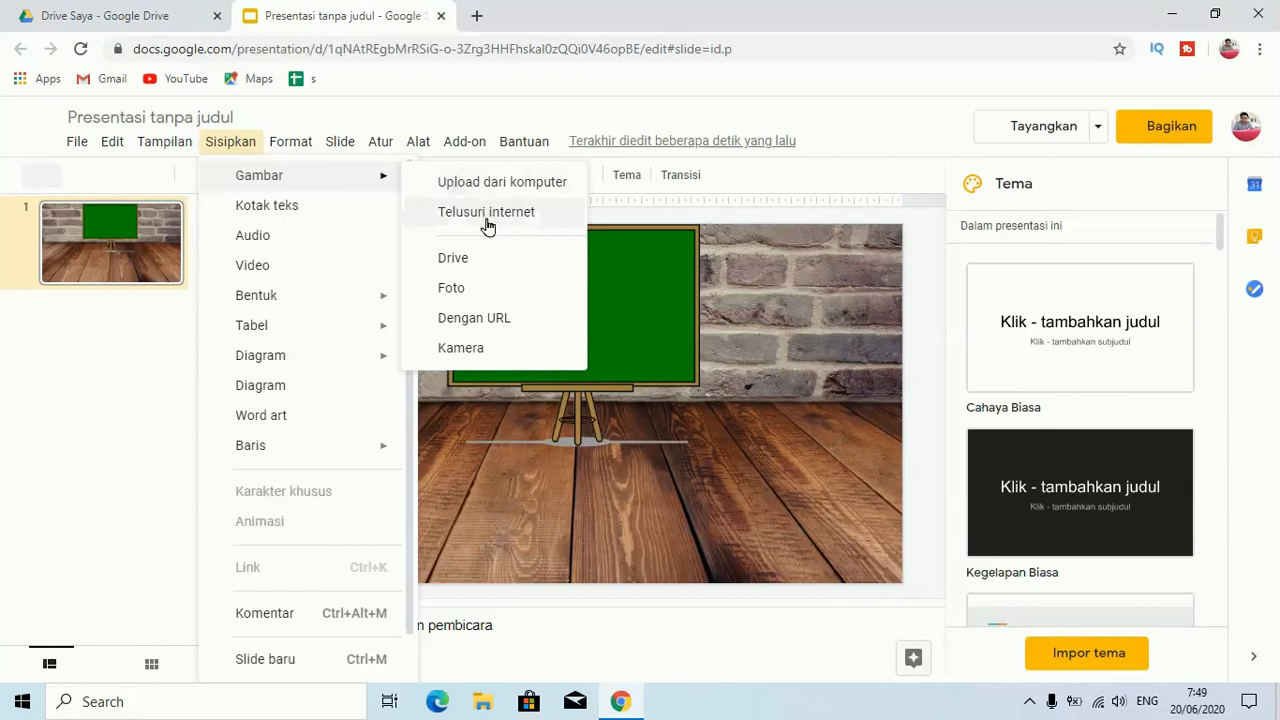 Drive Saya - Google Drive
Presentasi tanpa judul - Google S
docs.google.com/presentation/d/1qNAtREgbMrRSiG-o-3Zrg3HHFhskal0zQQi0V46opBE/edit#slide=id.p
Apps Gmail YouTube Maps s
Presentasi tanpa judul
File Edit Tampilan Sisipkan Format Slide Atur Alat Add-on Bantuan Terakhir diedit beberapa detik yang lalu
Tayangkan
Bagikan
Gambar
Kotak teks
Audio
Video
Bentuk
Tabel
Diagram
Diagram
Word art
Baris
Karakter khusus
Animasi
Link Ctrl+K
Komentar Ctrl+Alt+M
Slide baru Ctrl+M
Upload dari komputer
Telusuri internet
Drive
Foto
Dengan URL
Kamera
Tema Transisi
1
n pembicara
Tema
Dalam presentasi ini
Klik - tambahkan judul
Klik - tambahkan subjudul
Cahaya Biasa
Klik - tambahkan judul
Klik - tambahkan subjudul
Kegelapan Biasa
Impor tema
Search
ENG
7:49
20/06/2020